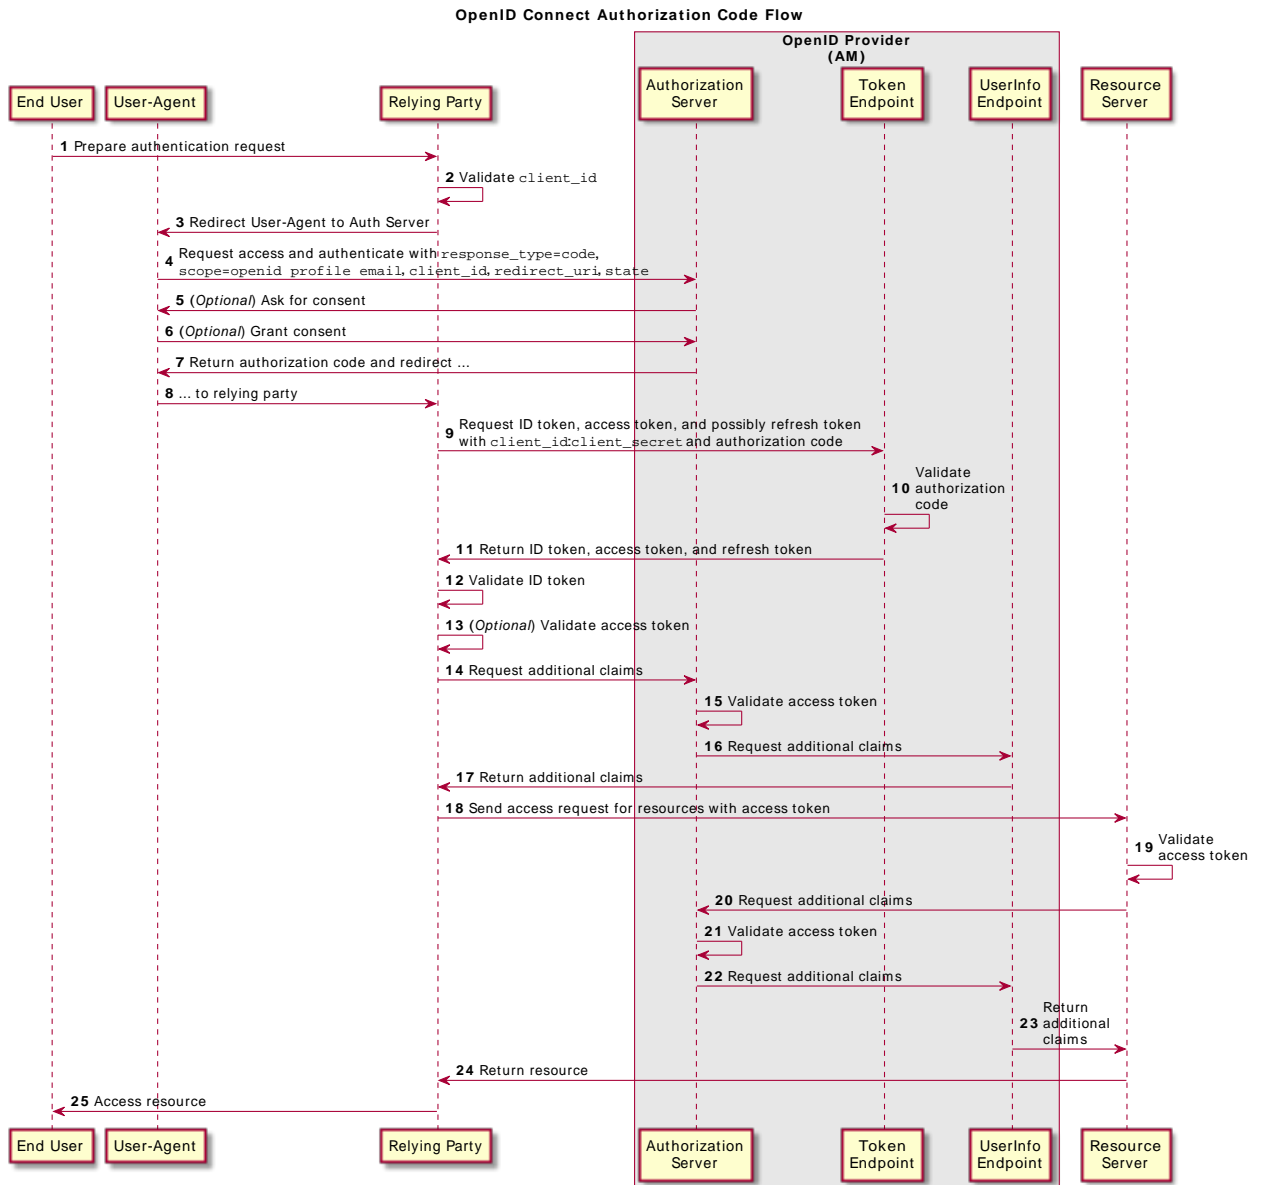 OpenID Connect Authorization Code Flow
OpenID Provider
(AM)
End User
User-Agent
Relying Party
Authorization
Server
Token
Endpoint
UserInfo
Endpoint
Resource
Server
1 Prepare authentication request
2 Validate client_id
3 Redirect User-Agent to Auth Server
4 Request access and authenticate with response_type=code,
scope=openid profile email, client_id, redirect_uri, state
5 (Optional) Ask for consent
6 (Optional) Grant consent
7 Return authorization code and redirect ...
8 ... to relying party
9 Request ID token, access token, and possibly refresh token
with client_id:client_secret and authorization code
10 Validate
authorization
code
11 Return ID token, access token, and refresh token
12 Validate ID token
13 (Optional) Validate access token
14 Request additional claims
15 Validate access token
16 Request additional claims
17 Return additional claims
18 Send access request for resources with access token
19 Validate
access token
20 Request additional claims
21 Validate access token
22 Request additional claims
23 Return
additional
claims
24 Return resource
25 Access resource
End User
User-Agent
Relying Party
Authorization
Server
Token
Endpoint
UserInfo
Endpoint
Resource
Server